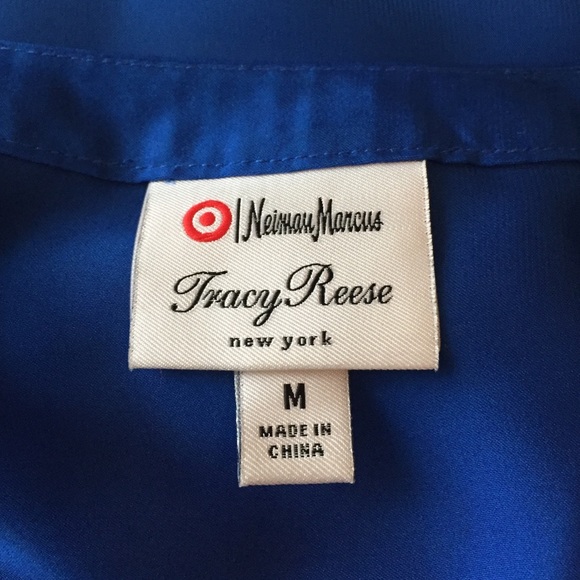 | Neiman Marcus
Tracy Reese
new york
M
MADE IN
CHINA